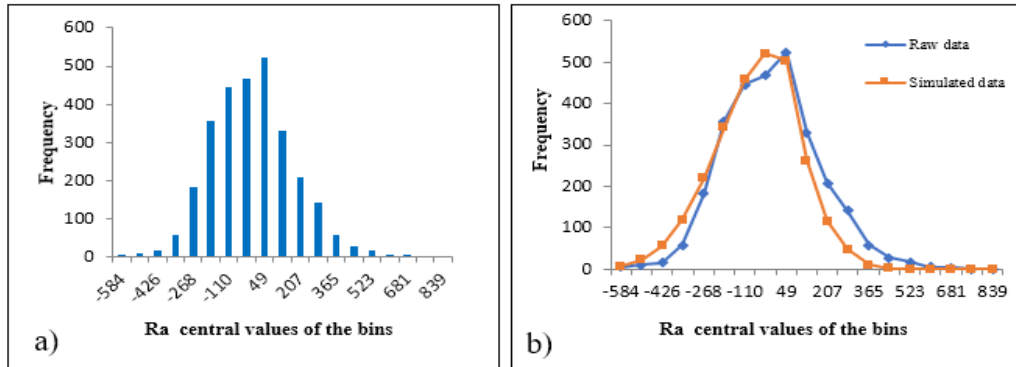 600
500
400
300
200
100
0
Frequency
-584
-426
-268
-110
49
207
365
523
681
839
Ra central values of the bins
a)
600
500
400
300
200
100
0
Frequency
Raw data
Simulated data
-584 -426 -268 -110 49 207 365 523 681 839
Ra central values of the bins
b)